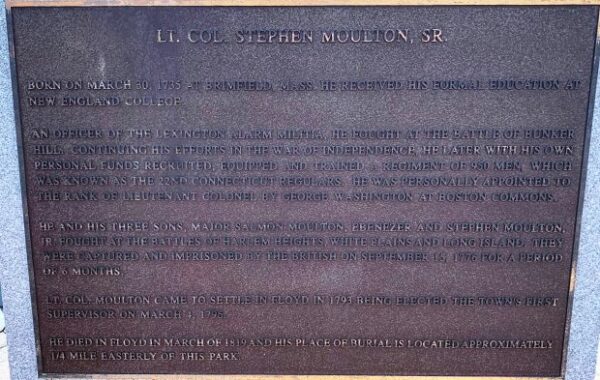 LT. COL. STEPHEN MOULTON, SR.
BORN ON MARCH 30, 1735 AT BRIMFIELD, MASS. HE RECEIVED HIS FORMAL EDUCATION AT
NEW ENGLAND COLLEGE.
AN OFFICER OF THE LEXINGTON ALARM MILITIA, HE FOUGHT AT THE BATTLE OF BUNKER
HILL. CONTINUING HIS EFFORTS IN THE WAR OF INDEPENDENCE, HE LATER WITH HIS OWN
PERSONAL FUNDS RECRUITED, EQUIPPED AND TRAINED A REGIMENT OF 950 MEN, WHICH
WAS KNOWN AS THE 22ND CONNECTICUT REGULARS. HE WAS PERSONALLY APPOINTED TO
THE RANK OF LIEUTENANT COLONEL BY GEORGE WASHINGTON AT BOSTON COMMONS.
HE AND HIS THREE SONS, MAJOR SALMON MOULTON, EBENEZER AND STEPHEN MOULTON,
JR. FOUGHT AT THE BATTLES OF HARLEM HEIGHTS, WHITE PLAINS AND LONG ISLAND. THEY
WERE CAPTURED AND IMPRISONED BY THE BRITISH ON SEPTEMBER 15, 1776 FOR A PERIOD
OF 6 MONTHS.
LT. COL. MOULTON CAME TO SETTLE IN FLOYD IN 1795 BEING ELECTED THE TOWN'S FIRST
SUPERVISOR ON MARCH 4, 1796.
HE DIED IN FLOYD IN MARCH OF 1819 AND HIS PLACE OF BURIAL IS LOCATED APPROXIMATELY
1/4 MILE EASTERLY OF THIS PARK.